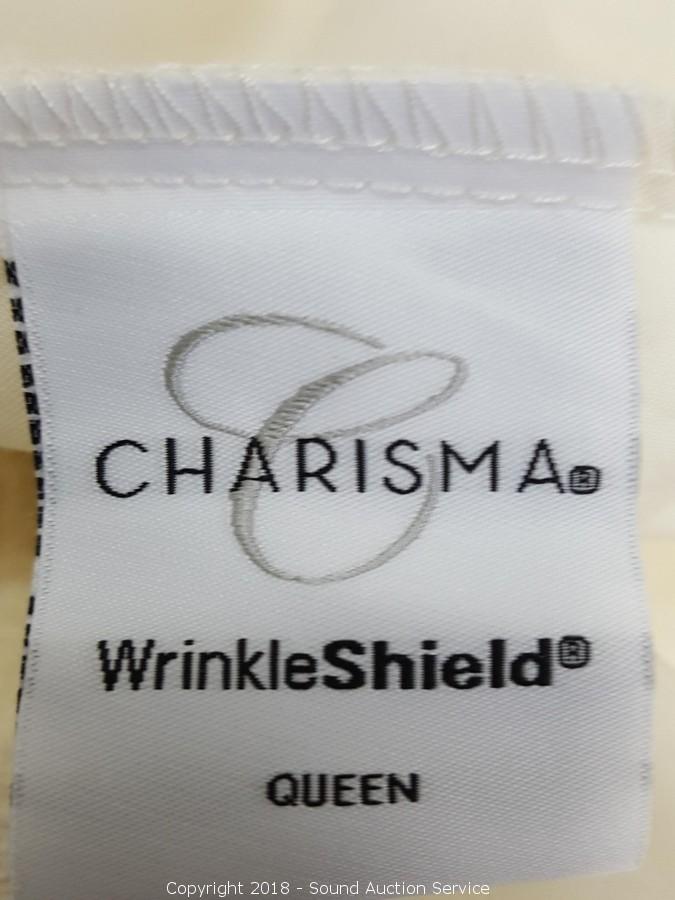 CHARISMA®
WrinkleShield®
QUEEN
Copyright 2018 - Sound Auction Service